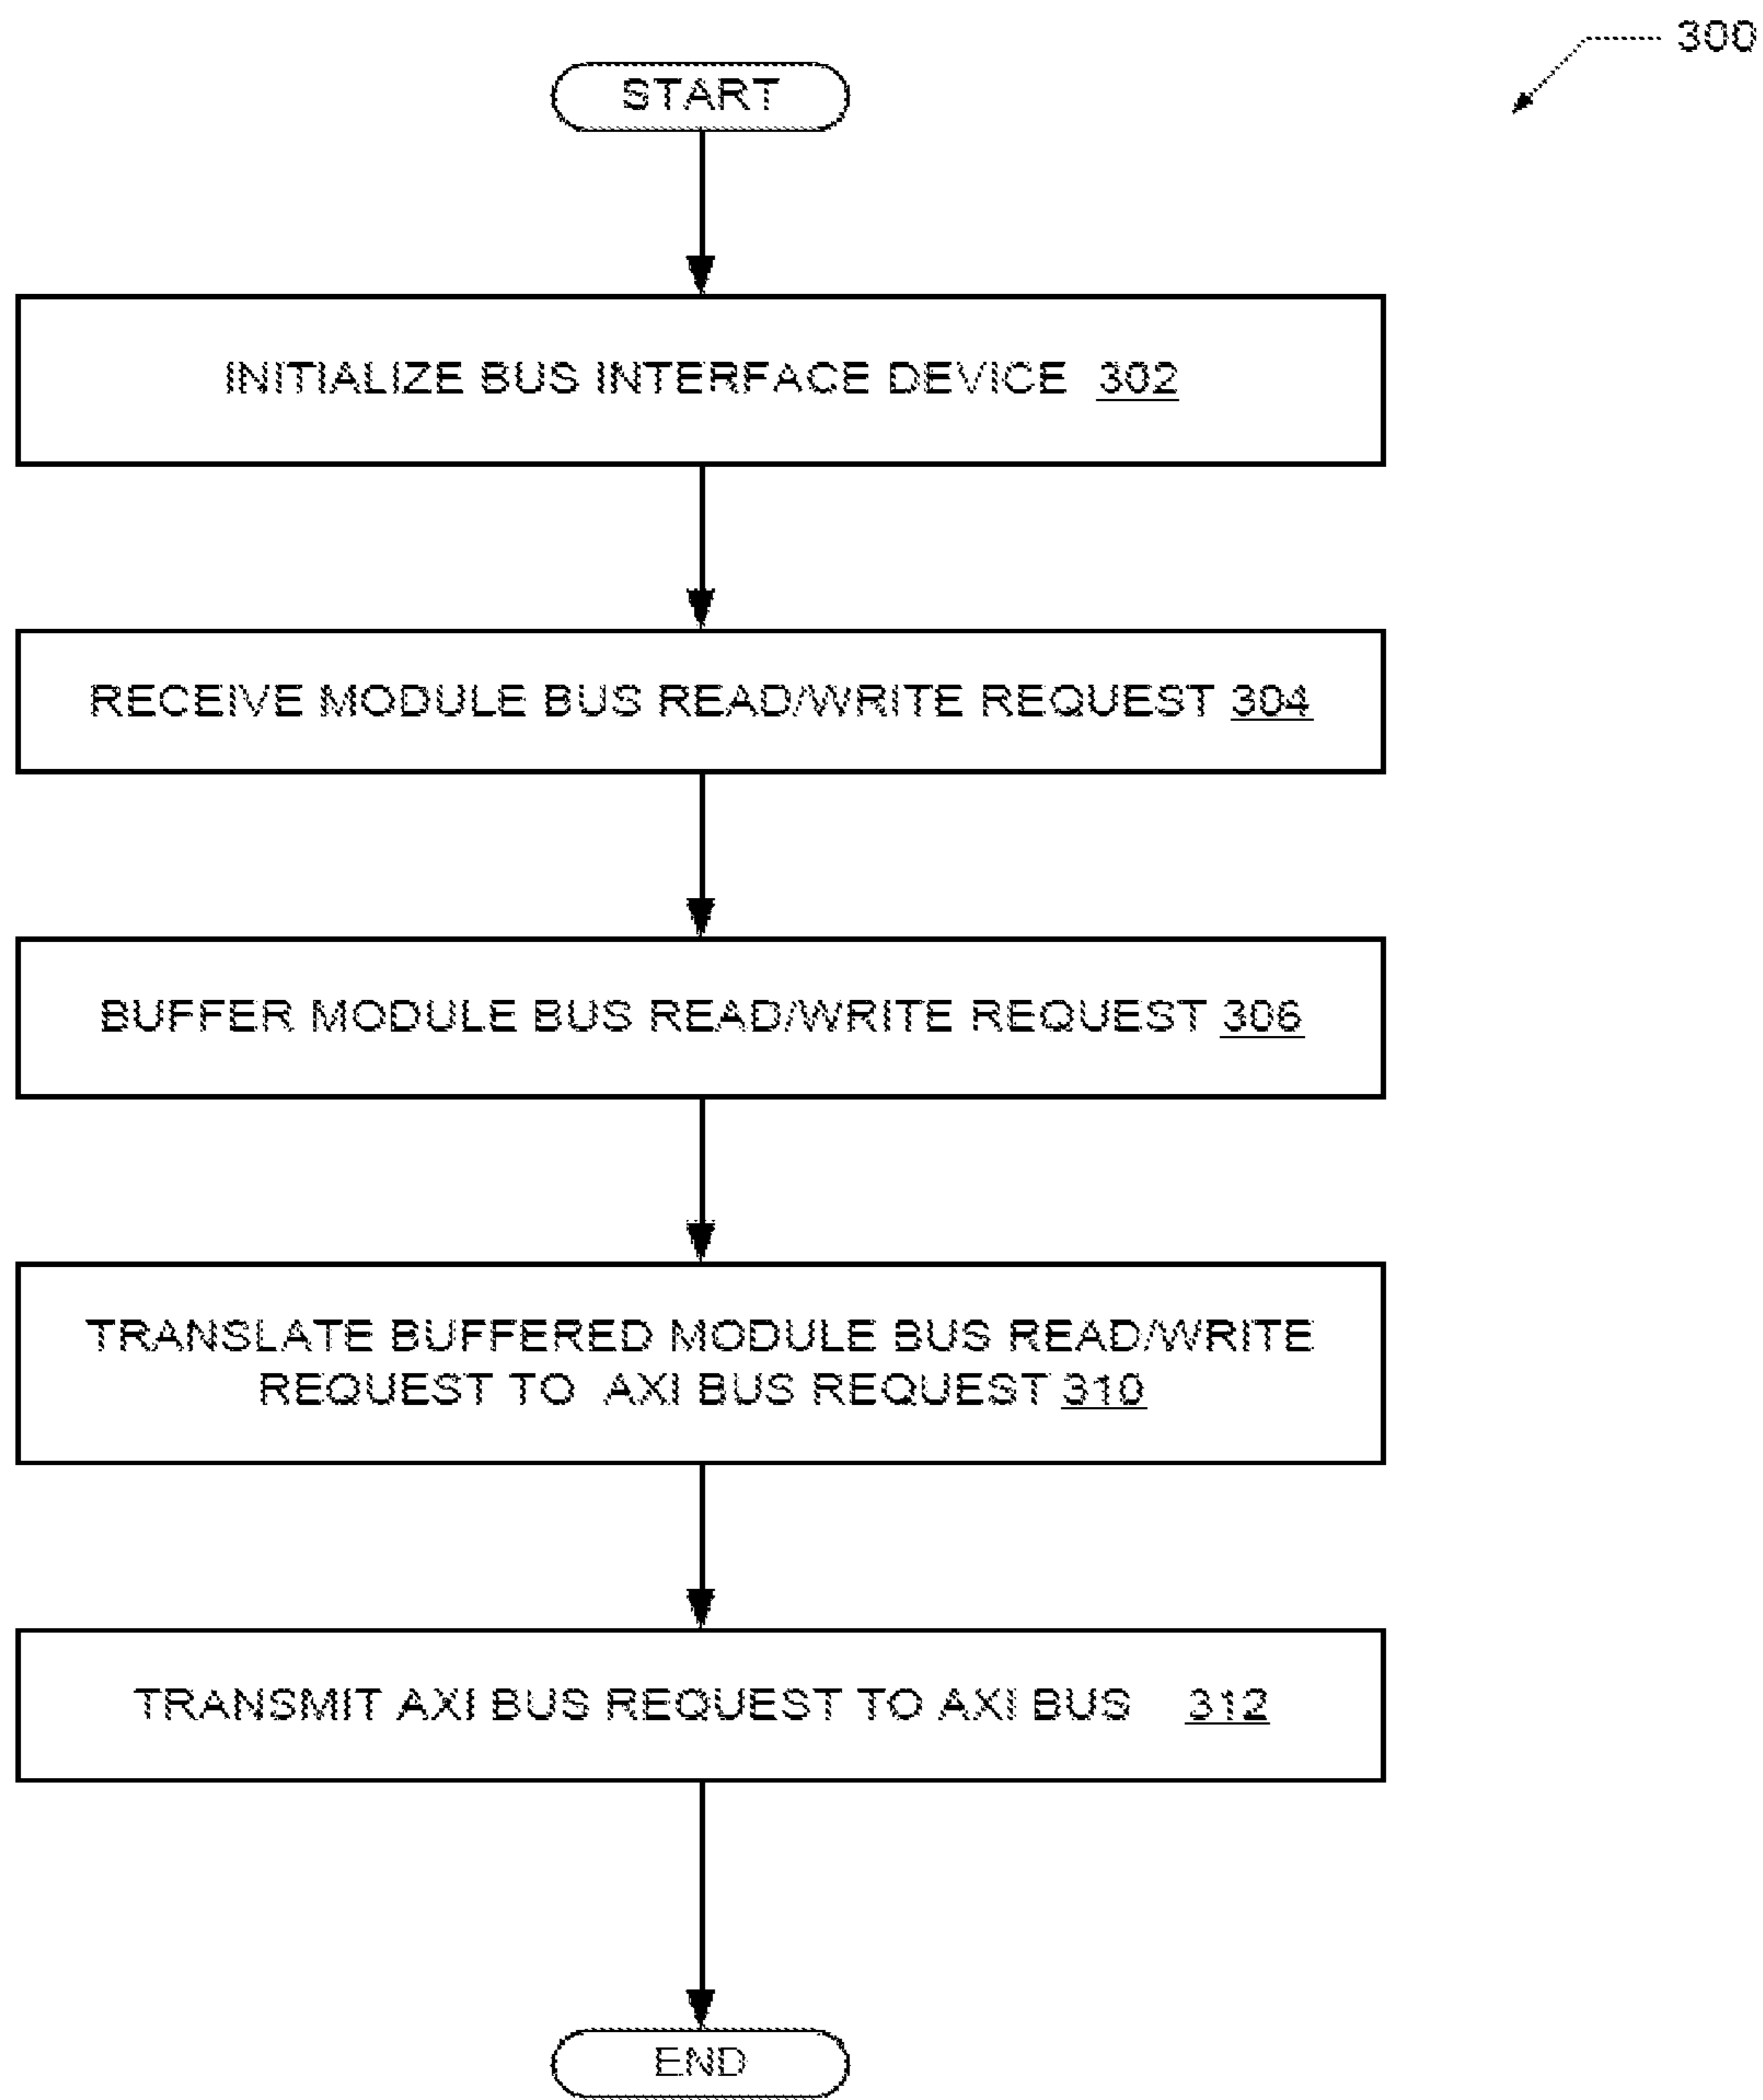 300
START
INITIALIZE BUS INTERFACE DEVICE 302
RECEIVE MODULE BUS READ/WRITE REQUEST 304
BUFFER MODULE BUS READ/WRITE REQUEST 306
TRANSLATE BUFFERED MODULE BUS READ/WRITE
REQUEST TO AXI BUS REQUEST 310
TRANSMIT AXI BUS REQUEST TO AXI BUS 312
END